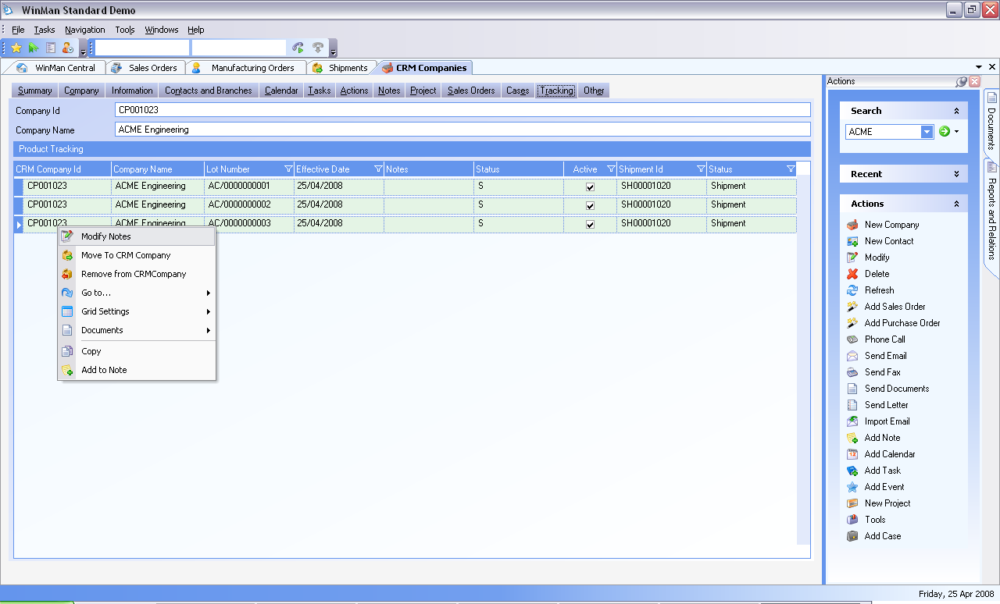 WinMan Standard Demo
File Tasks Navigation Tools Windows Help
WinMan Central Sales Orders Manufacturing Orders Shipments CRM Companies
Summary Company Information Contacts and Branches Calendar Tasks Actions Notes Project Sales Orders Cases Tracking Other
Company Id CP001023
Company Name ACME Engineering
Product Tracking
CRM Company Id Company Name Lot Number Effective Date Notes Status Active Shipment Id Status
CP001023 ACME Engineering AC/0000000001 25/04/2008 S SH00001020 Shipment
CP001023 ACME Engineering AC/0000000002 25/04/2008 S SH00001020 Shipment
CP001023 ACME Engineering AC/0000000003 25/04/2008 S SH00001020 Shipment
Modify Notes
Move To CRM Company
Remove from CRMCompany
Go to...
Grid Settings
Documents
Copy
Add to Note
Actions
Search
ACME
Recent
Actions
New Company
New Contact
Modify
Delete
Refresh
Add Sales Order
Add Purchase Order
Phone Call
Send Email
Send Fax
Send Documents
Send Letter
Import Email
Add Note
Add Calendar
12
Add Task
Add Event
New Project
Tools
Add Case
Documents
Reports and Relations
Friday, 25 Apr 2008